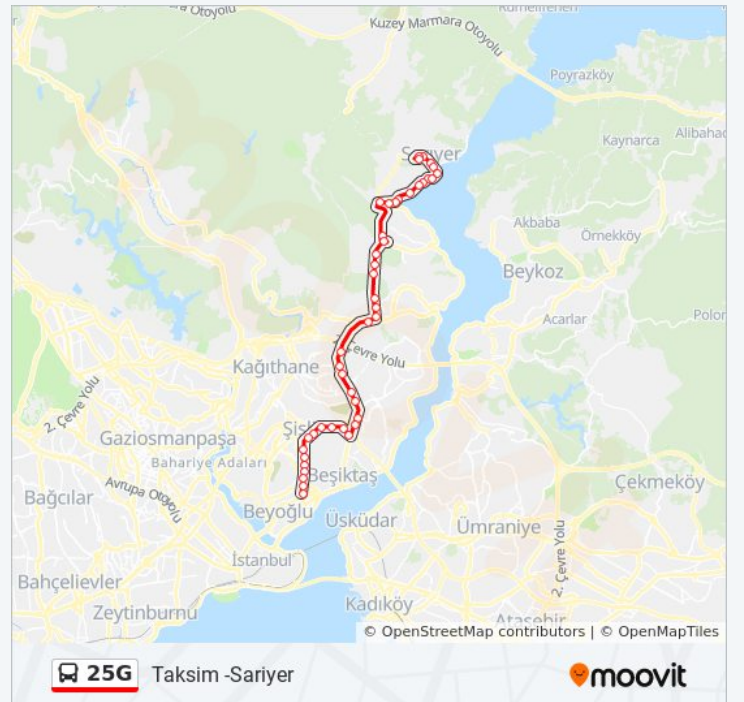 Rumelifeneri
Otoyolu
Kuzey Marmara Otoyolu
Poyrazköy
Kaynarca
Alibahad
Sarıyer
Akbaba
Örnekköy
Beykoz
Polon
Acarlar
Çevre Yolu
Kağıthane
2. Çevre Yolu
Şişli
Gaziosmanpaşa
Bahariye Adaları
Beşiktaş
Avrupa Otoyolu
Çekmeköy
Bağcılar
Beyoğlu
Üsküdar
Ümraniye
2. Çevre Yolu
İstanbul
Bahçelievler
Kadıköy
Zeytinburnu
Ataşehir
© OpenStreetMap contributors | © OpenMapTiles
25G Taksim -Sariyer
moovit